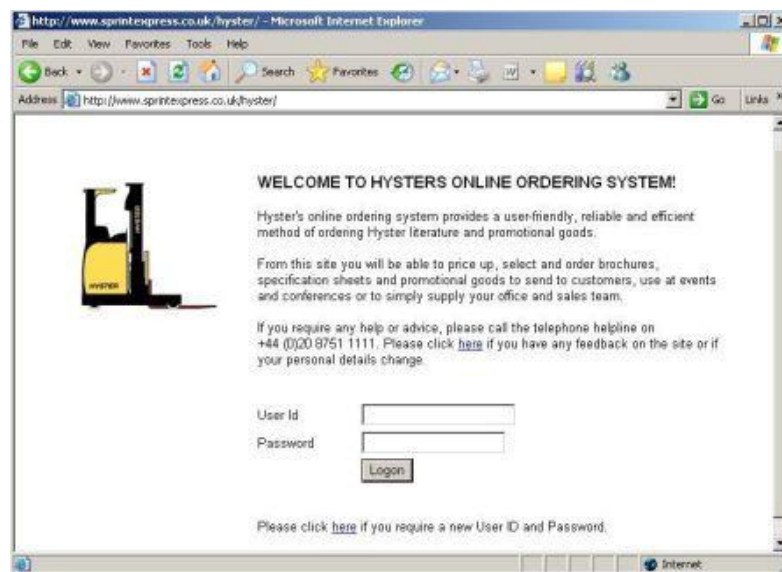 http://www.sprintexpress.co.uk/hyster/ - Microsoft Internet Explorer
File Edit View Favorites Tools Help
Back Search Favorites
Address http://www.sprintexpress.co.uk/hyster/ Go Links
WELCOME TO HYSTERS ONLINE ORDERING SYSTEM!
Hyster's online ordering system provides a user-friendly, reliable and efficient
method of ordering Hyster literature and promotional goods.
From this site you will be able to price up, select and order brochures,
specification sheets and promotional goods to send to customers, use at events
and conferences or to simply supply your office and sales team.
If you require any help or advice, please call the telephone helpline on
+44 (0)20 8751 1111. Please click here if you have any feedback on the site or if
your personal details change.
HYSTER
HYSTER
User Id
Password
Logon
Please click here if you require a new User ID and Password.
Internet